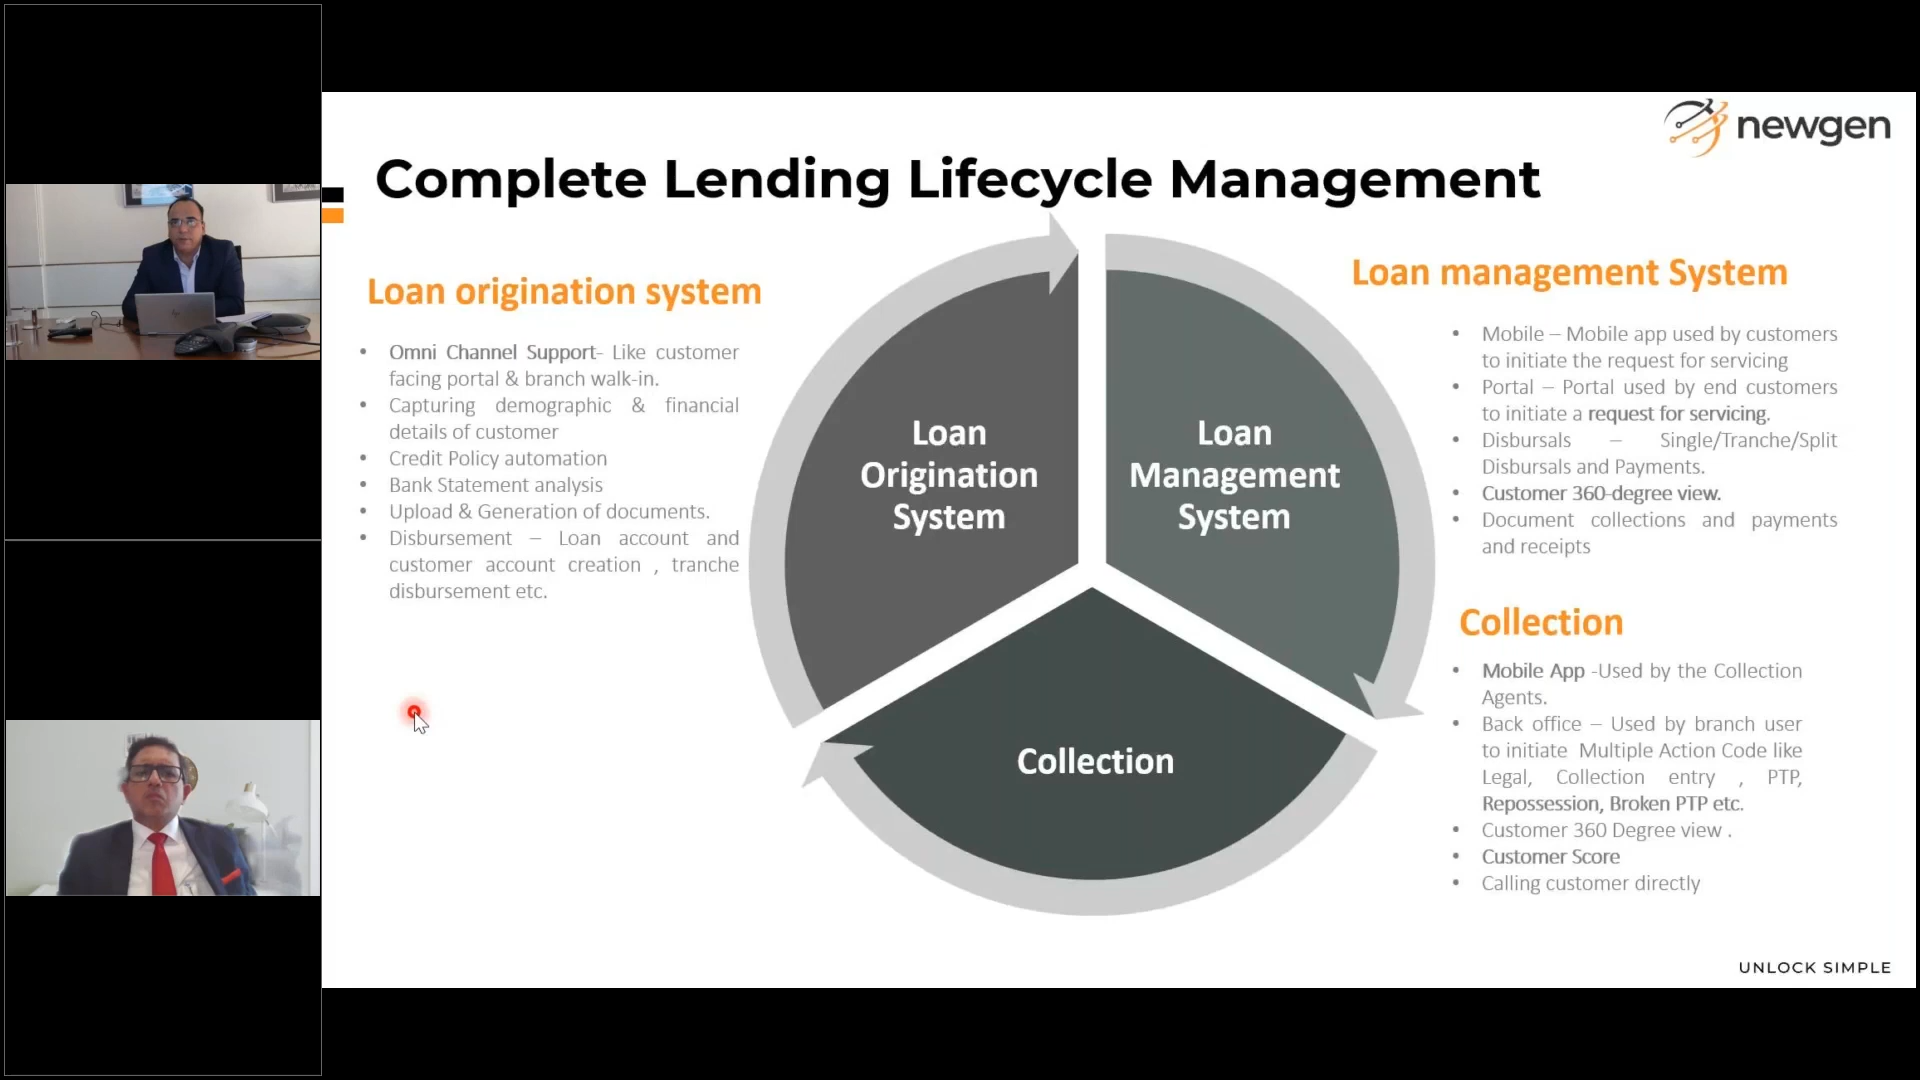 newgen
Complete Lending Lifecycle Management
Loan origination system
• Omni Channel Support- Like customer
facing portal & branch walk-in.
• Capturing demographic & financial
details of customer
• Credit Policy automation
• Bank Statement analysis
• Upload & Generation of documents.
• Disbursement – Loan account and
customer account creation , tranche
disbursement etc.
Loan
Origination
System
Loan
Management
System
Collection
Loan management System
• Mobile – Mobile app used by customers
to initiate the request for servicing
• Portal – Portal used by end customers
to initiate a request for servicing.
• Disbursals – Single/Tranche/Split
Disbursals and Payments.
• Customer 360-degree view.
• Document collections and payments
and receipts
Collection
• Mobile App -Used by the Collection
Agents.
• Back office – Used by branch user
to initiate Multiple Action Code like
Legal, Collection entry , PTP,
Repossession, Broken PTP etc.
• Customer 360 Degree view .
• Customer Score
• Calling customer directly
UNLOCK SIMPLE